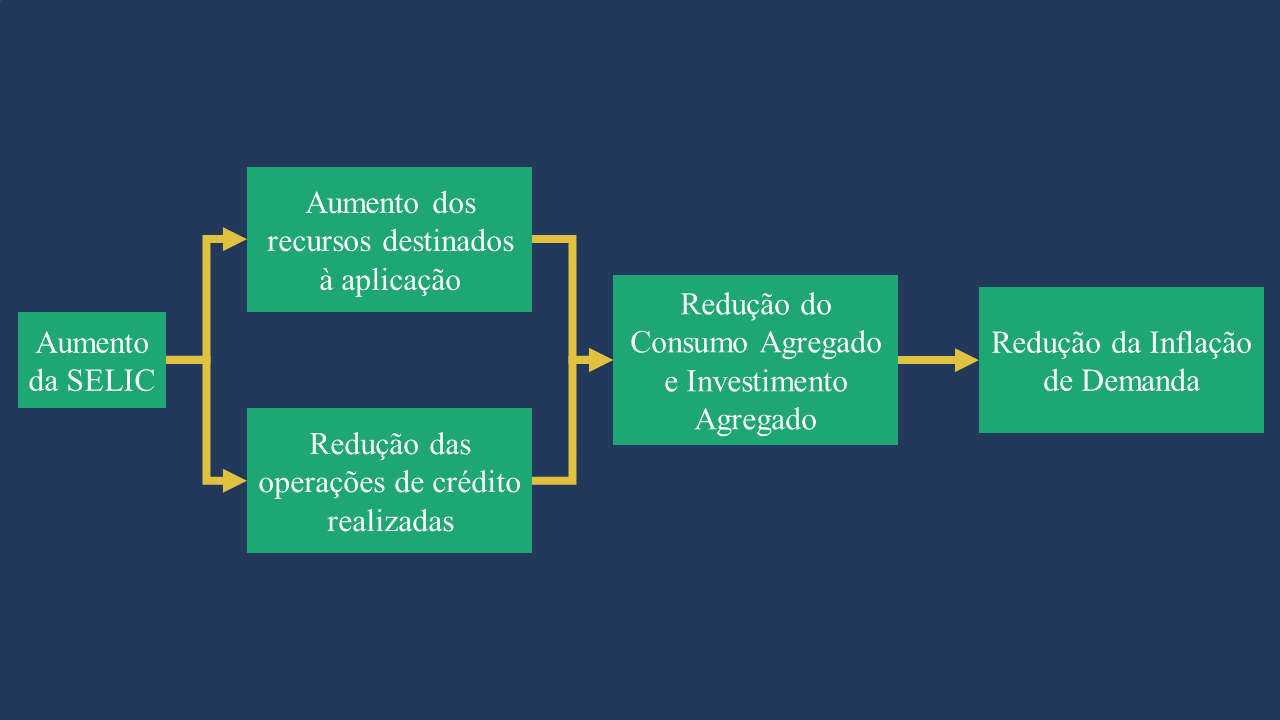 Aumento
da SELIC
Aumento dos
recursos destinados
à aplicação
Redução das
operações de crédito
realizadas
Redução do
Consumo Agregado
e Investimento
Agregado
Redução da Inflação
de Demanda